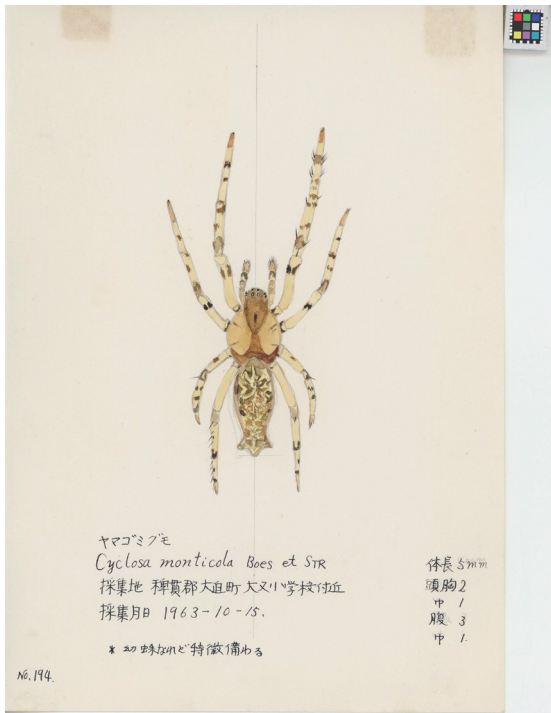 ヤマゴミグモ
Cyclosa monticola Boes et STR
採集地 稗貫郡大迫町 大又小学校付近
採集月日 1963-10-15.
* 幼蛛なれど特徴備わる
体長 5mm
頭胸 2
巾 1
腹 3
巾 1.
No.194.